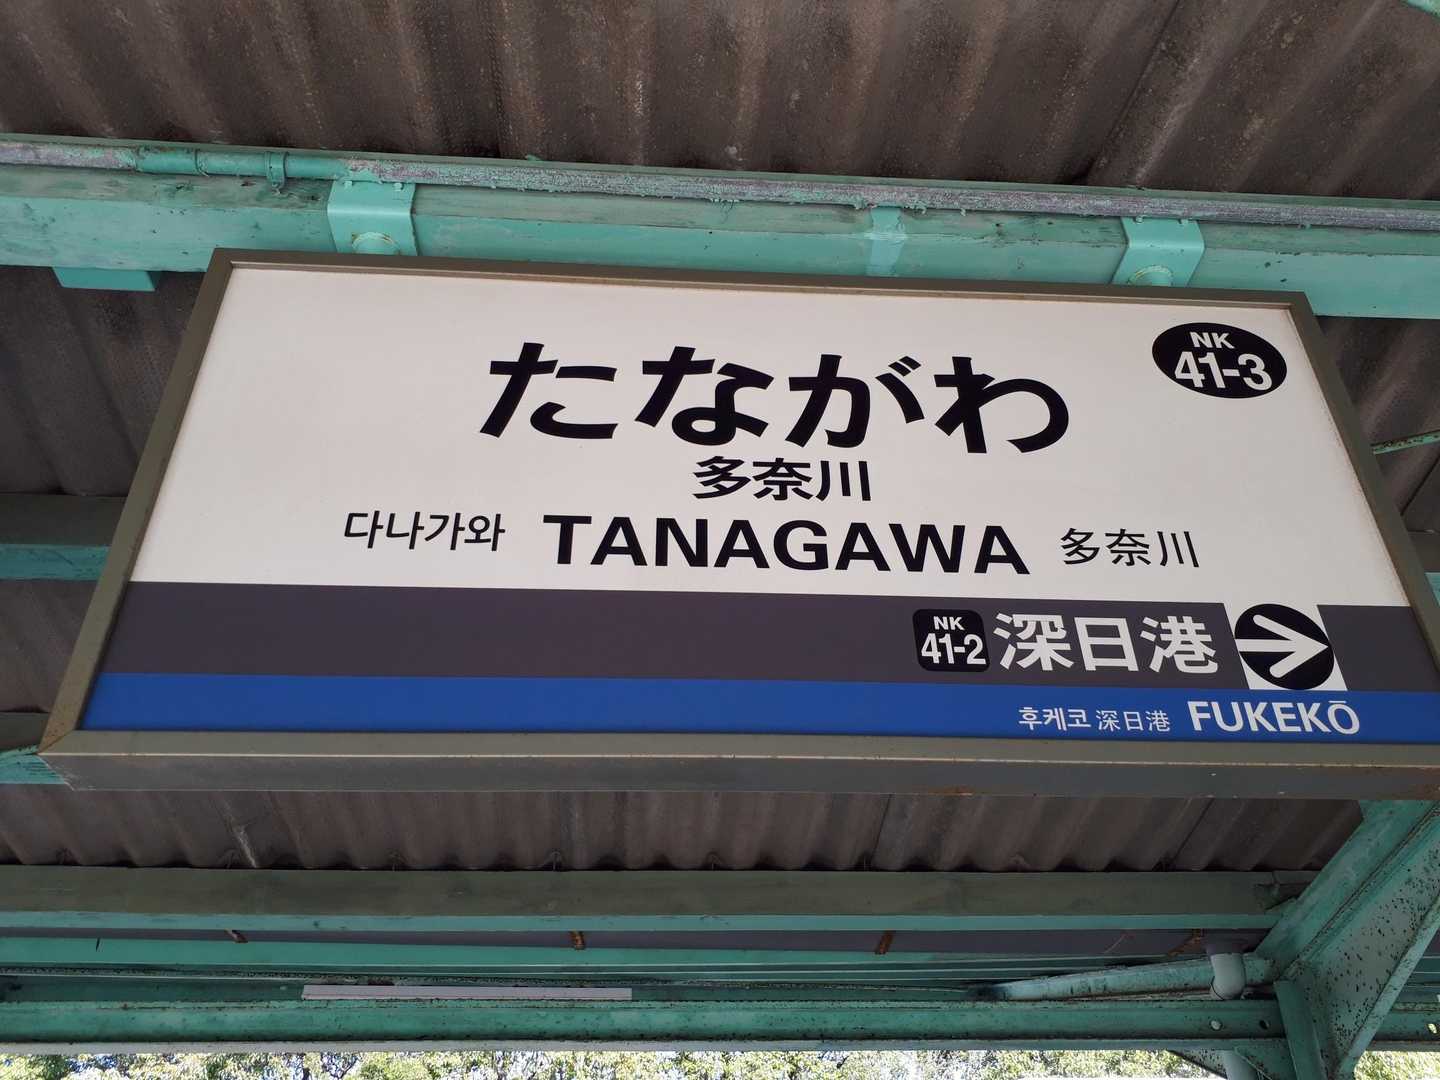 NK
41-3
たながわ
多奈川
다나가와 TANAGAWA 多奈川
NK
41-2 深日港
후케코 深日港 FUKEKŌ